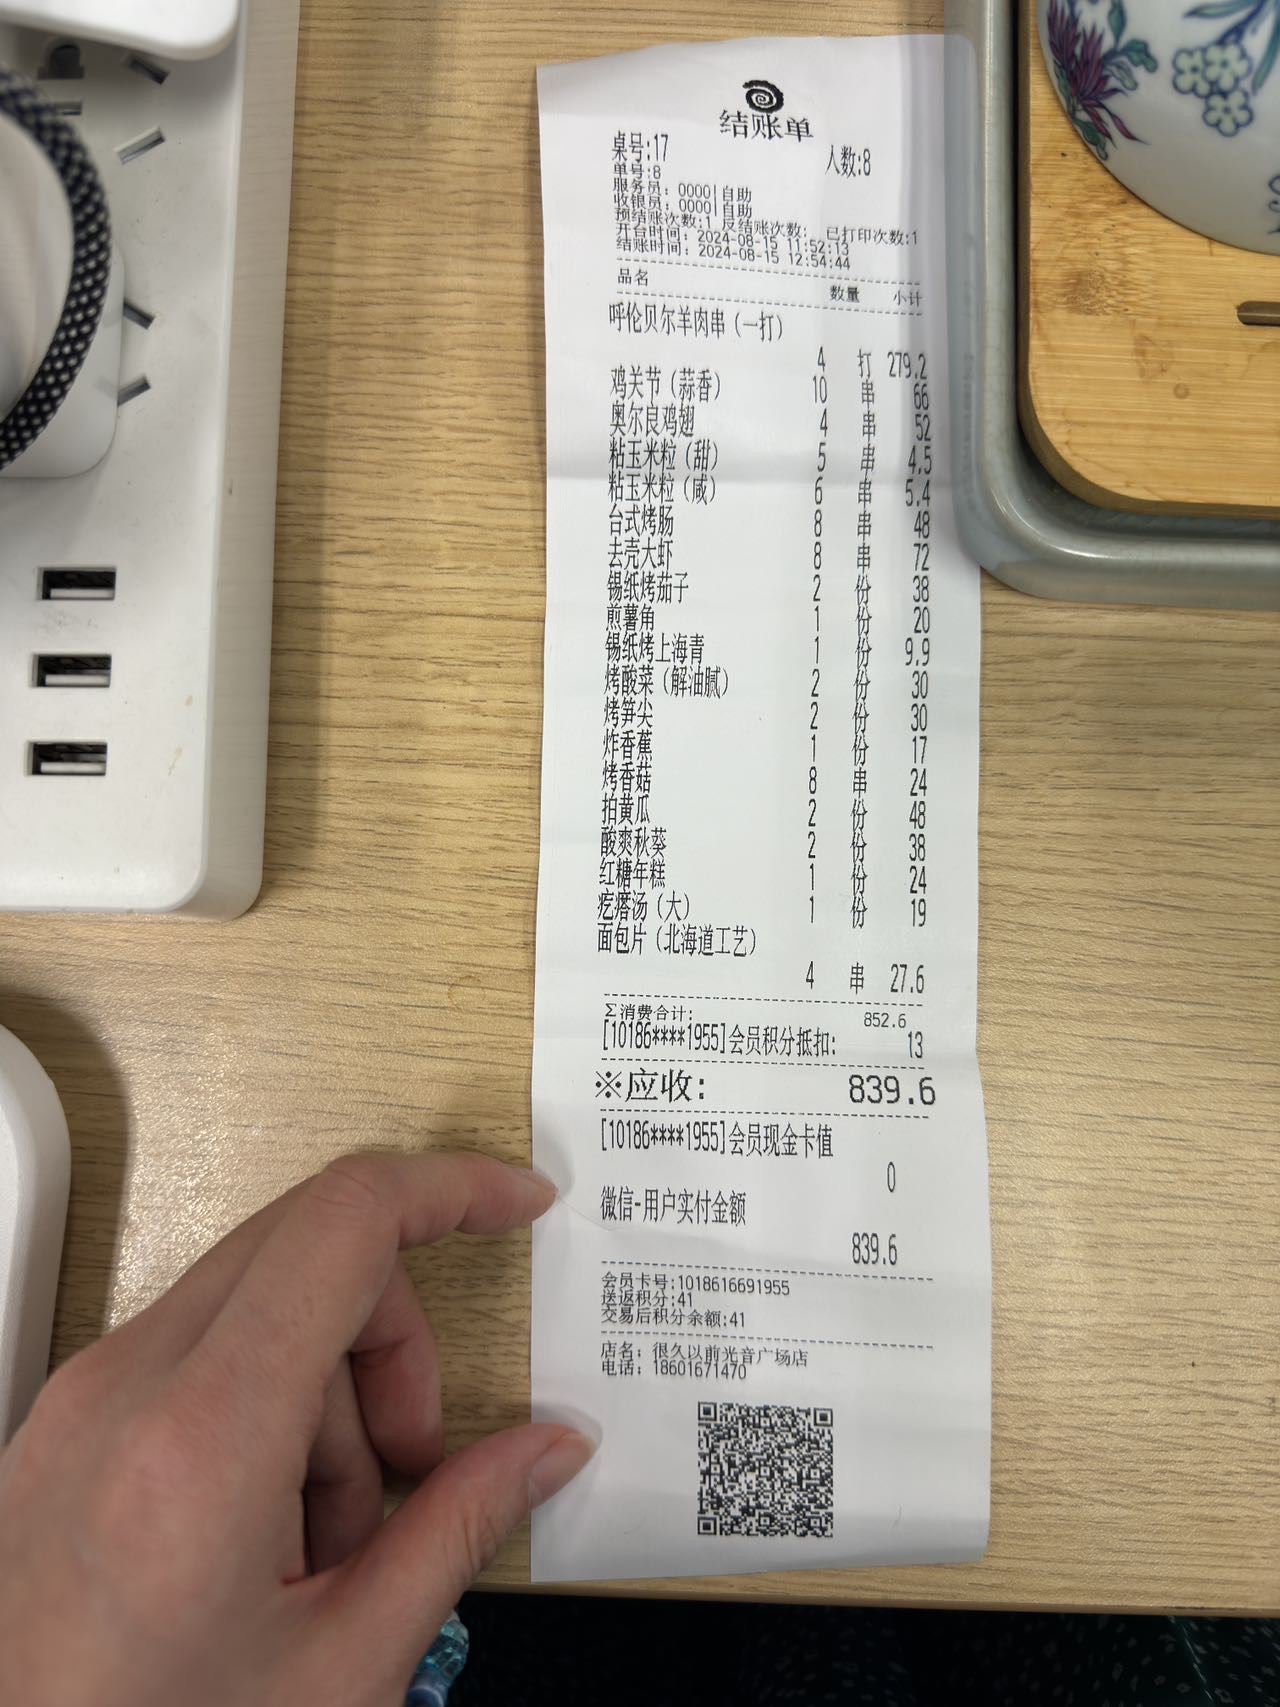 结账单
桌号:17 人数:8
单号:8
服务员: 0000|自助
收银员: 0000|自助
预结账次数:1 反结账次数: 已打印次数:1
开台时间: 2024-08-15 11:52:13
结账时间: 2024-08-15 12:54:44
品名 数量 小计
呼伦贝尔羊肉串（一打）
4 打 279.2
鸡关节（蒜香） 10 串 66
奥尔良鸡翅 4 串 52
粘玉米粒（甜） 5 串 4.5
粘玉米粒（咸） 6 串 5.4
台式烤肠 8 串 48
去壳大虾 8 串 72
锡纸烤茄子 2 份 38
煎薯角 1 份 20
锡纸烤上海青 1 份 9.9
烤酸菜（解油腻） 2 份 30
烤笋尖 2 份 30
炸香蕉 1 份 17
烤香菇 8 串 24
拍黄瓜 2 份 48
酸爽秋葵 2 份 38
红糖年糕 1 份 24
疙瘩汤（大） 1 份 19
面包片（北海道工艺）
4 串 27.6
Σ消费合计: 852.6
[10186****1955]会员积分抵扣: 13
※应收: 839.6
[10186****1955]会员现金卡值
0
微信-用户实付金额
839.6
会员卡号:1018616691955
送返积分:41
交易后积分余额:41
店名: 很久以前光音广场店
电话: 18601671470